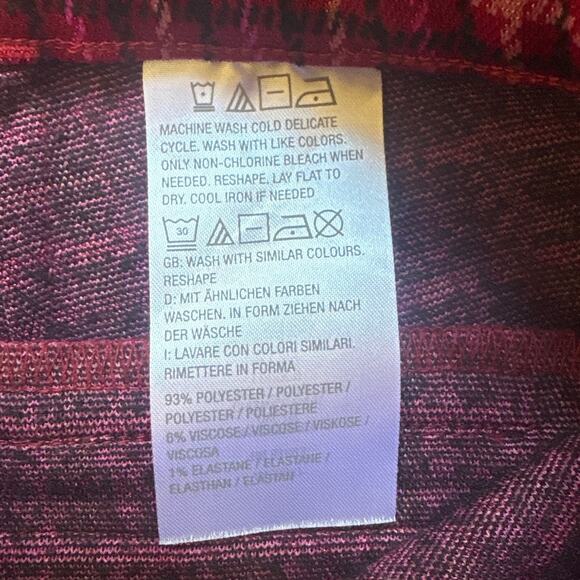 MACHINE WASH COLD DELICATE
CYCLE. WASH WITH LIKE COLORS.
ONLY NON-CHLORINE BLEACH WHEN
NEEDED. RESHAPE, LAY FLAT TO
DRY. COOL IRON IF NEEDED
30
GB: WASH WITH SIMILAR COLOURS.
RESHAPE
D: MIT ÄHNLICHEN FARBEN
WASCHEN. IN FORM ZIEHEN NACH
DER WÄSCHE
I: LAVARE CON COLORI SIMILARI.
RIMETTERE IN FORMA
93% POLYESTER / POLYESTER /
POLYESTER / POLIESTERE
6% VISCOSE / VISCOSE / VISKOSE /
VISCOSA
1% ELASTANE / ELASTANE /
ELASTHAN / ELASTAN